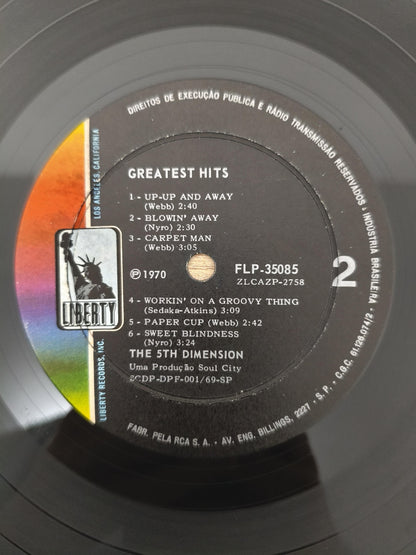 DIREITOS DE EXECUÇÃO PÚBLICA E RÁDIO TRANSMISSÃO RESERVADOS : INDÚSTRIA BRASILEIRA
LOS ANGELES, CALIFORNIA
GREATEST HITS
1 - UP-UP AND AWAY
(Webb) 2:40
2 - BLOWIN' AWAY
(Nyro) 2:30
3 - CARPET MAN
(Webb) 3:05
Ⓟ 1970
FLP-35085
ZLCAZP-2758
2
LIBERTY
4 - WORKIN' ON A GROOVY THING
(Sedaka-Atkins) 3:09
5 - PAPER CUP (Webb) 2:42
6 - SWEET BLINDNESS
(Nyro) 3:24
THE 5TH DIMENSION
Uma Produção Soul City
SCDP-DPF-001/69-SP
LIBERTY RECORDS, INC.
FABR. PELA RCA S. A. - AV. ENG. BILLINGS, 2227 - S. P. - C.G.C. 61.126.074/2